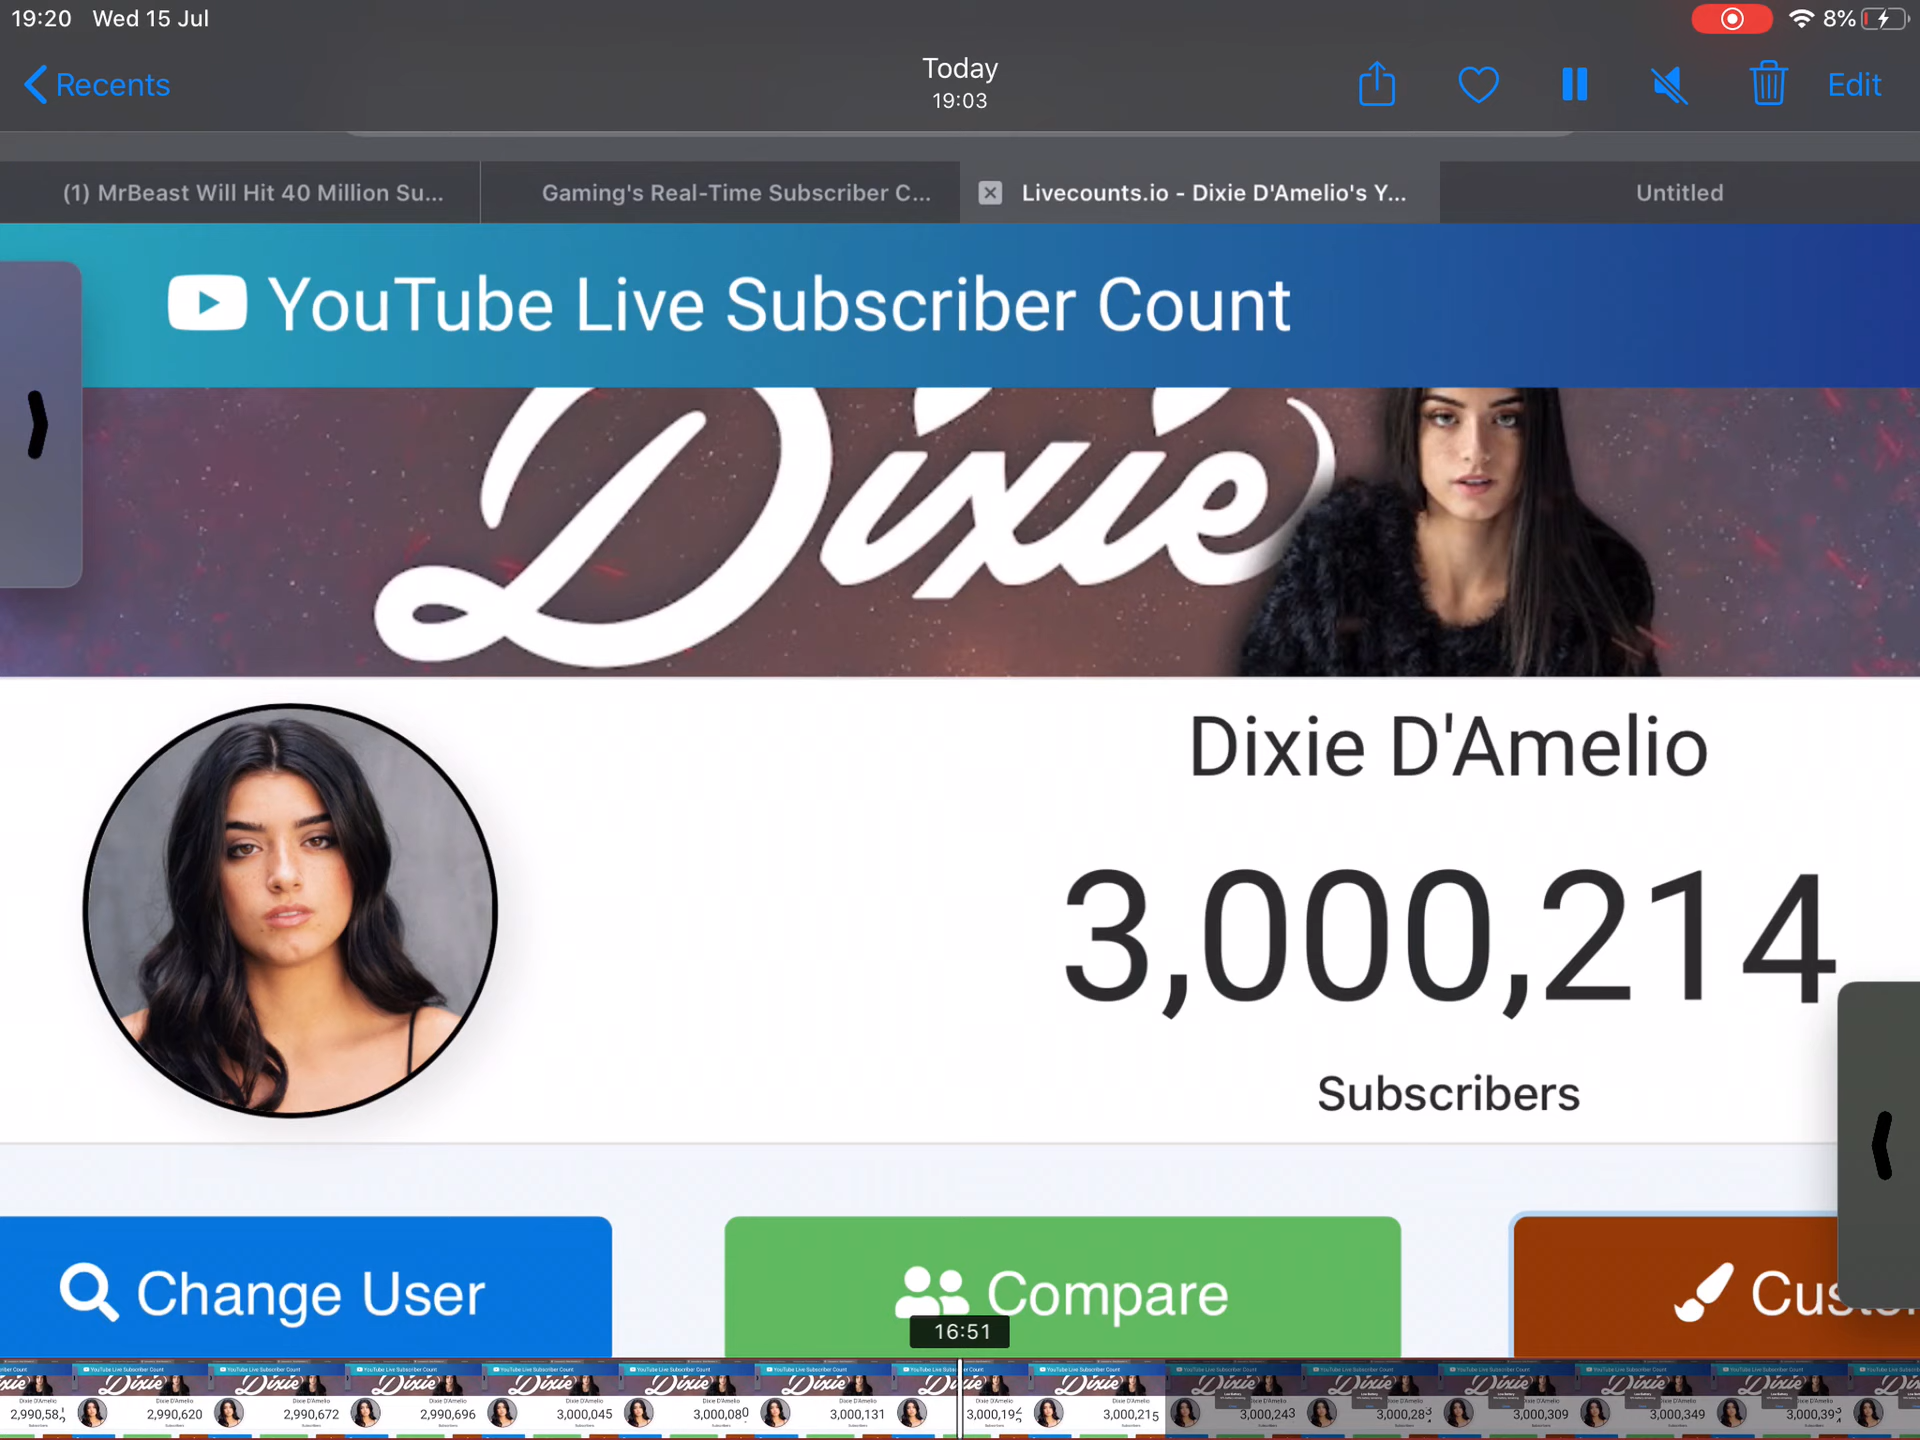 19:20 Wed 15 Jul
8%
Recents
Today
19:03
Edit
(1) MrBeast Will Hit 40 Million Su...
Gaming's Real-Time Subscriber C...
Livecounts.io - Dixie D'Amelio's Y...
Untitled
YouTube Live Subscriber Count
Dixie
Dixie D'Amelio
3,000,214
Subscribers
Change User
Compare
16:51
2,990,620
2,990,672
2,990,696
3,000,045
3,000,080
3,000,131
3,000,215
3,000,243
3,000,309
3,000,349